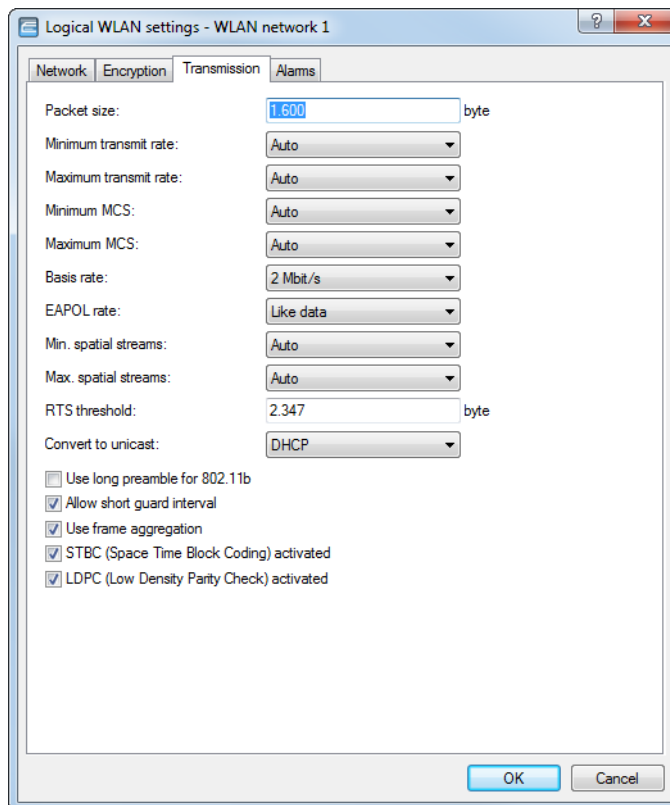 Logical WLAN settings - WLAN network 1
Network Encryption Transmission Alarms
Packet size: 1.600 byte
Minimum transmit rate: Auto
Maximum transmit rate: Auto
Minimum MCS: Auto
Maximum MCS: Auto
Basis rate: 2 Mbit/s
EAPOL rate: Like data
Min. spatial streams: Auto
Max. spatial streams: Auto
RTS threshold: 2.347 byte
Convert to unicast: DHCP
Use long preamble for 802.11b
Allow short guard interval
Use frame aggregation
STBC (Space Time Block Coding) activated
LDPC (Low Density Parity Check) activated
OK Cancel